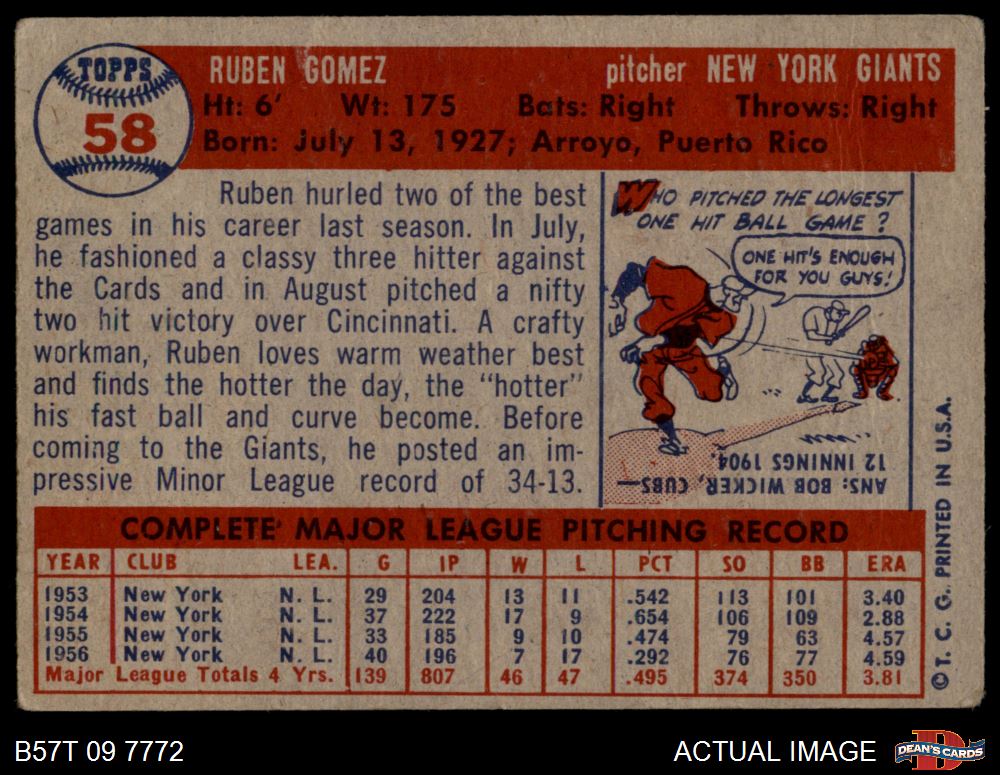 TOPPS
58
RUBEN GOMEZ pitcher NEW YORK GIANTS
Ht: 6' Wt: 175 Bats: Right Throws: Right
Born: July 13, 1927; Arroyo, Puerto Rico
Ruben hurled two of the best
games in his career last season. In July,
he fashioned a classy three hitter against
the Cards and in August pitched a nifty
two hit victory over Cincinnati. A crafty
workman, Ruben loves warm weather best
and finds the hotter the day, the "hotter"
his fast ball and curve become. Before
coming to the Giants, he posted an im-
pressive Minor League record of 34-13.
WHO PITCHED THE LONGEST
ONE HIT BALL GAME?
ONE HIT'S ENOUGH
FOR YOU GUYS!
ANS: BOB WICKER, CUBS—
12 INNINGS 1904.
COMPLETE MAJOR LEAGUE PITCHING RECORD
YEAR CLUB LEA. G IP W L PCT SO BB ERA
1953 New York N. L. 29 204 13 11 .542 113 101 3.40
1954 New York N. L. 37 222 17 9 .654 106 109 2.88
1955 New York N. L. 33 185 9 10 .474 79 63 4.57
1956 New York N. L. 40 196 7 17 .292 76 77 4.59
Major League Totals 4 Yrs. 139 807 46 47 .495 374 350 3.81
© T. C. G. PRINTED IN U.S.A.
B57T 09 7772 ACTUAL IMAGE DEAN'S CARDS